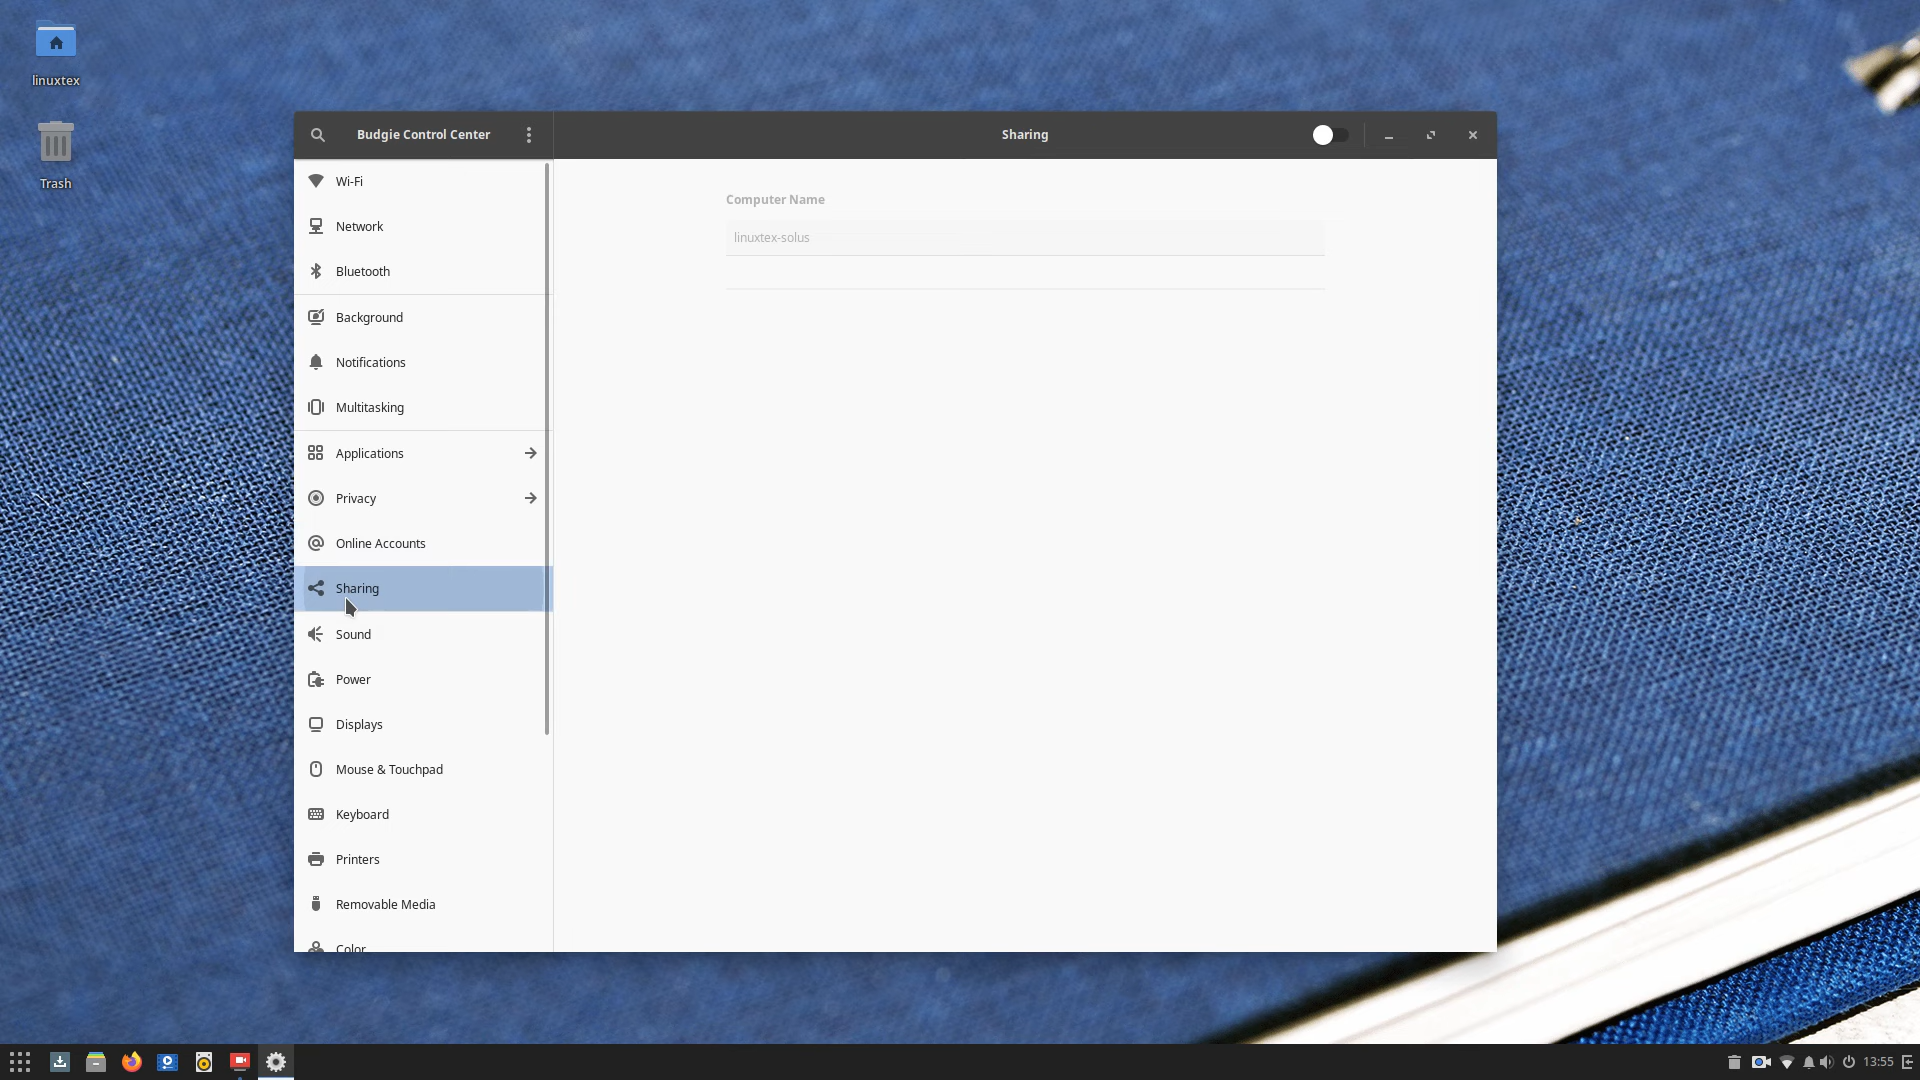 linuxtex
Trash
Budgie Control Center
Sharing
Wi-Fi
Network
Bluetooth
Background
Notifications
Multitasking
Applications
Privacy
Online Accounts
Sharing
Sound
Power
Displays
Mouse & Touchpad
Keyboard
Printers
Removable Media
Color
Computer Name
linuxtex-solus
13:55